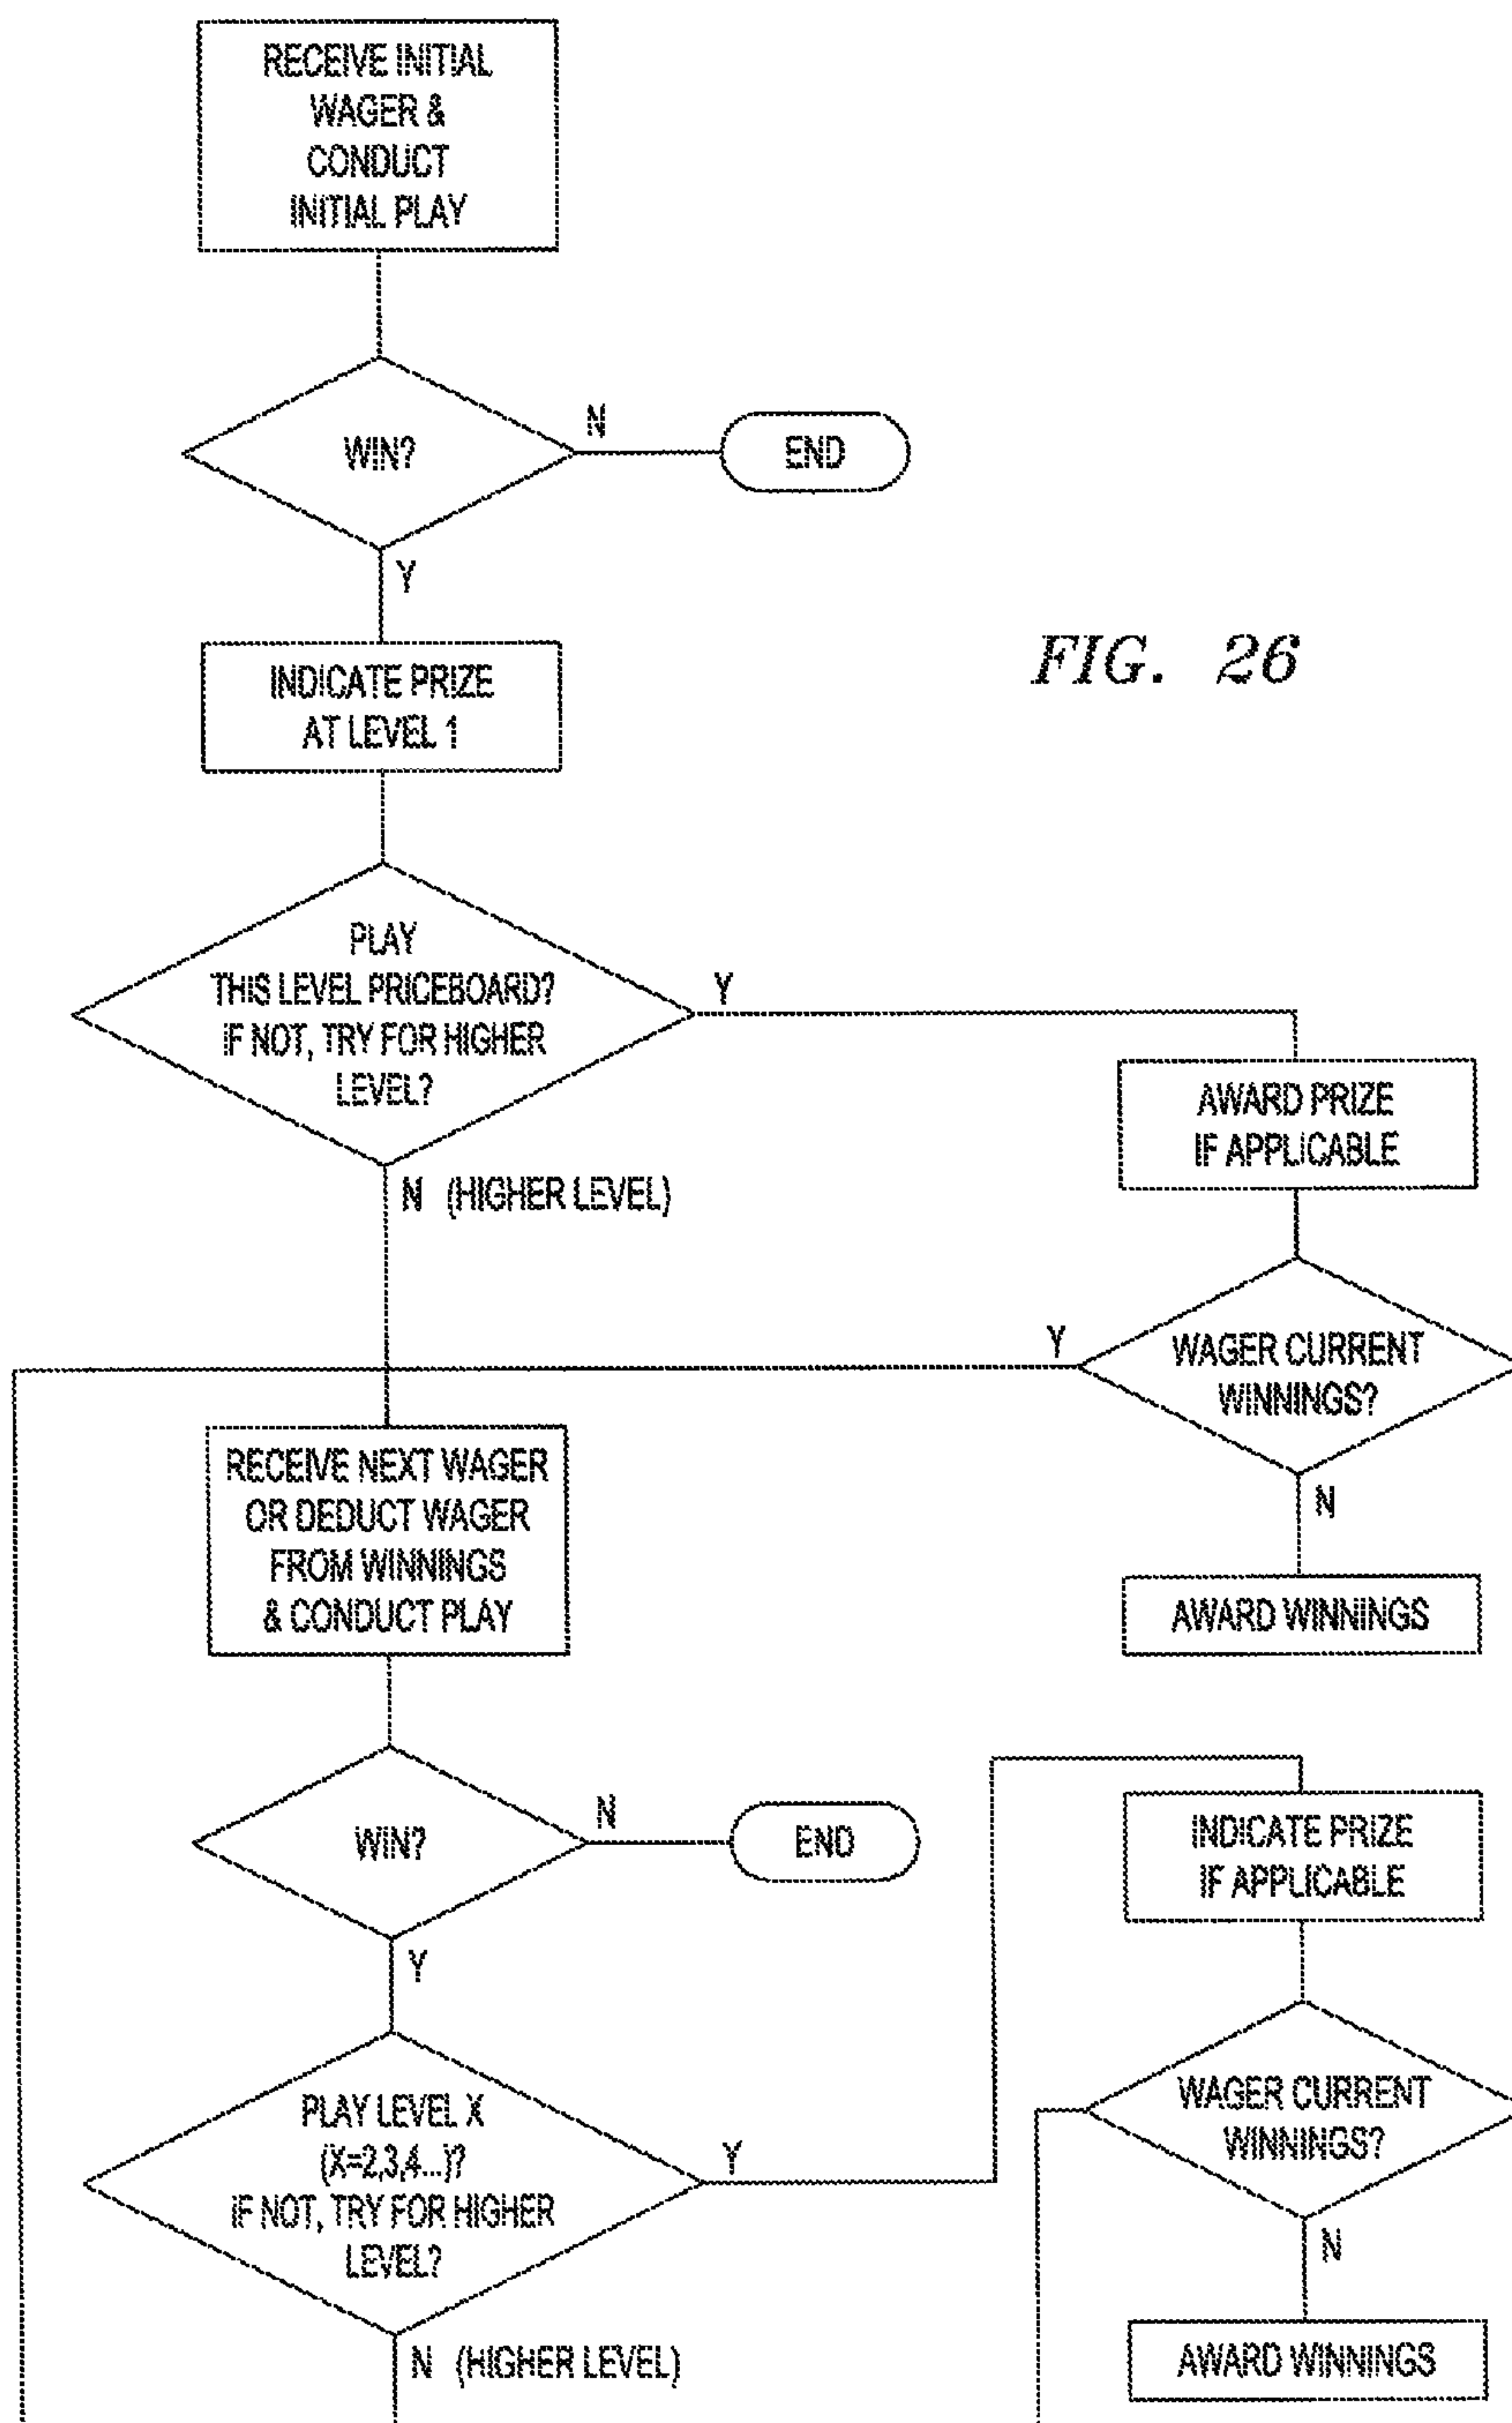 RECEIVE INITIAL
WAGER &
CONDUCT
INITIAL PLAY
WIN?
N
END
Y
INDICATE PRIZE
AT LEVEL 1
FIG. 26
PLAY
THIS LEVEL PRICEBOARD?
IF NOT, TRY FOR HIGHER
LEVEL?
Y
N (HIGHER LEVEL)
AWARD PRIZE
IF APPLICABLE
Y
WAGER CURRENT
WINNINGS?
N
AWARD WINNINGS
RECEIVE NEXT WAGER
OR DEDUCT WAGER
FROM WINNINGS
& CONDUCT PLAY
WIN?
N
END
Y
PLAY LEVEL X
(X=2,3,4...)?
IF NOT, TRY FOR HIGHER
LEVEL?
Y
N (HIGHER LEVEL)
INDICATE PRIZE
IF APPLICABLE
WAGER CURRENT
WINNINGS?
N
AWARD WINNINGS